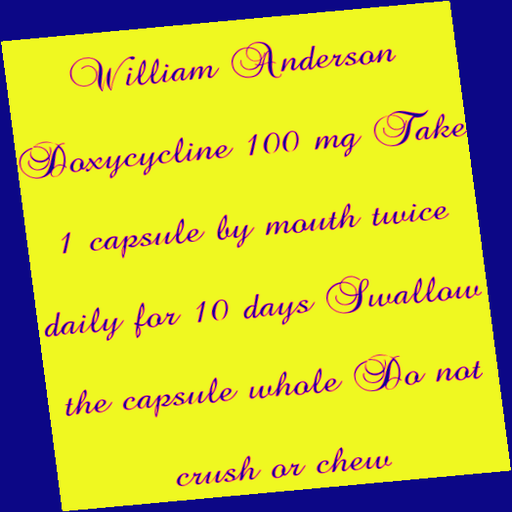 William Anderson
Doxycycline 100 mg Take
1 capsule by mouth twice
daily for 10 days Swallow
the capsule whole Do not
crush or chew